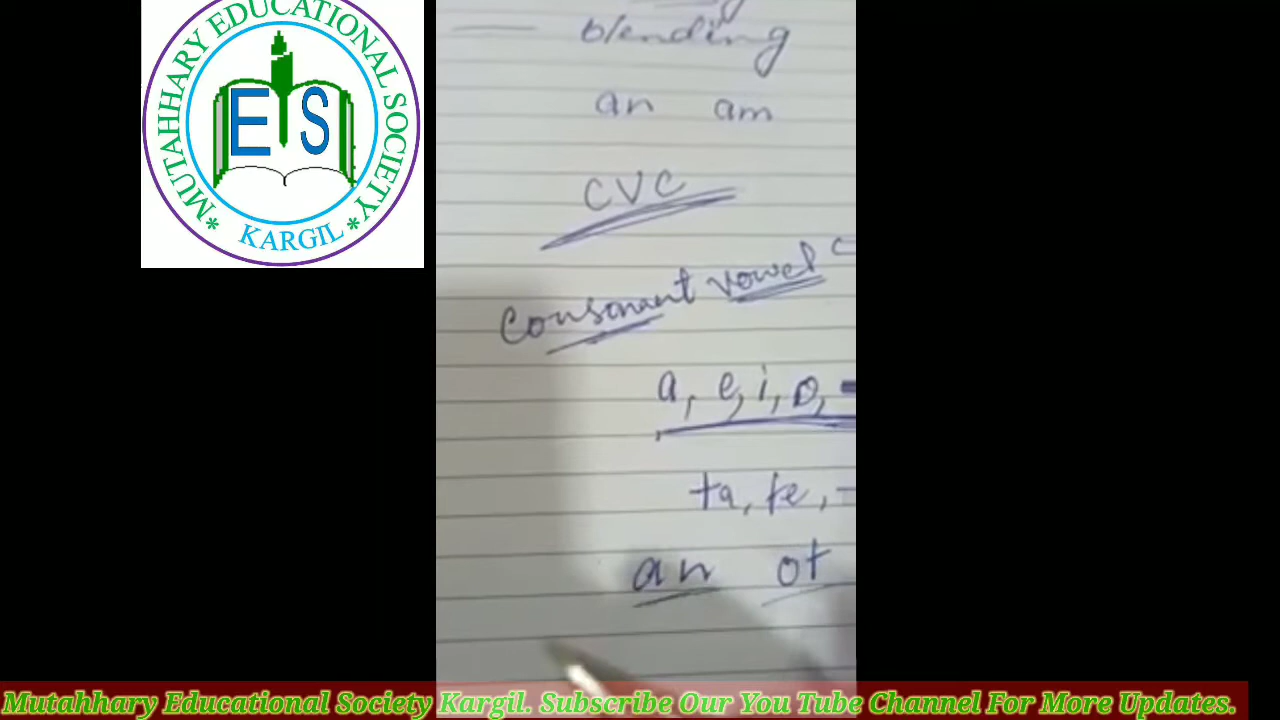 MUTAHHARY EDUCATIONAL SOCIETY
E S
* KARGIL *
blending
an am
CVC
Consonant vowel C
a, e, i, o,
ta, te,
an ot
Mutahhary Educational Society Kargil. Subscribe Our You Tube Channel For More Updates.